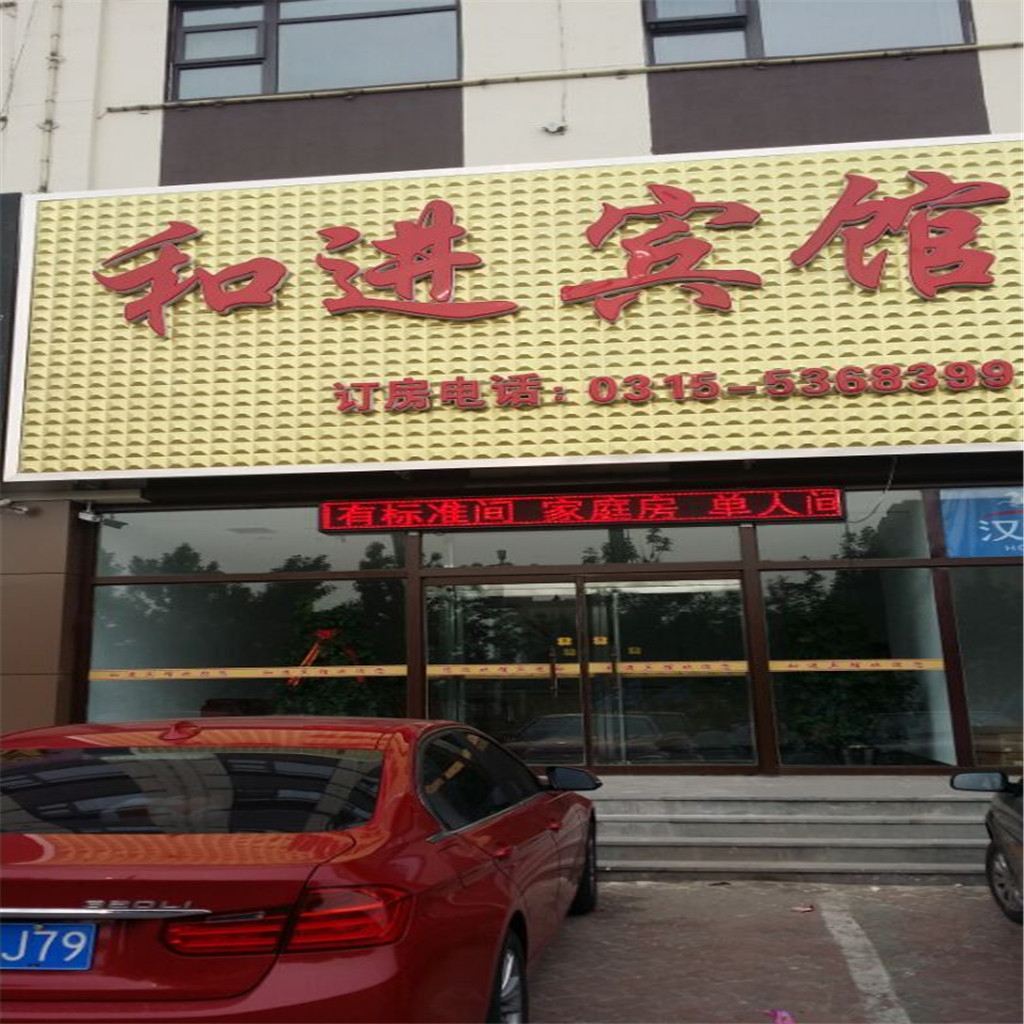 和进宾馆
订房电话：0315-5368399
有标准间 家庭房 单人间
汉
J79